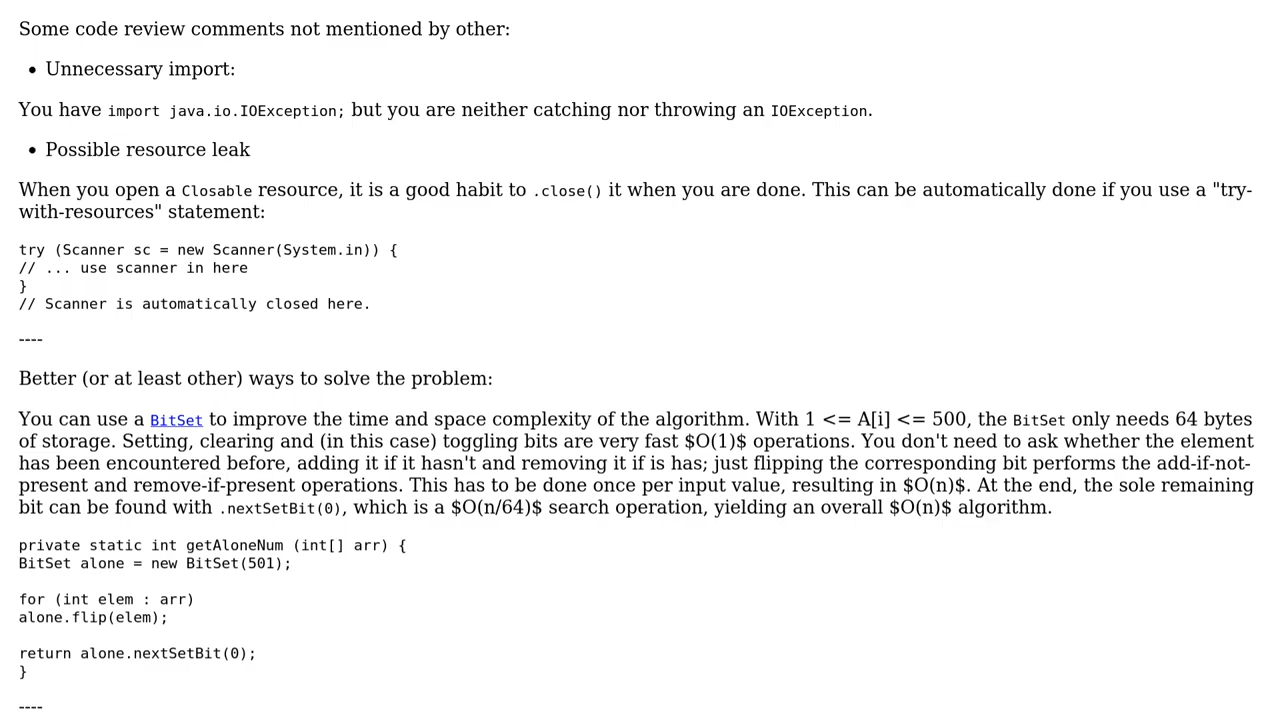 Some code review comments not mentioned by other:
• Unnecessary import:
You have import java.io.IOException; but you are neither catching nor throwing an IOException.
• Possible resource leak
When you open a Closable resource, it is a good habit to .close() it when you are done. This can be automatically done if you use a "try-
with-resources" statement:
try (Scanner sc = new Scanner(System.in)) {
// ... use scanner in here
}
// Scanner is automatically closed here.
----
Better (or at least other) ways to solve the problem:
You can use a BitSet to improve the time and space complexity of the algorithm. With 1 <= A[i] <= 500, the BitSet only needs 64 bytes
of storage. Setting, clearing and (in this case) toggling bits are very fast $O(1)$ operations. You don't need to ask whether the element
has been encountered before, adding it if it hasn't and removing it if is has; just flipping the corresponding bit performs the add-if-not-
present and remove-if-present operations. This has to be done once per input value, resulting in $O(n)$. At the end, the sole remaining
bit can be found with .nextSetBit(0), which is a $O(n/64)$ search operation, yielding an overall $O(n)$ algorithm.
private static int getAloneNum (int[] arr) {
BitSet alone = new BitSet(501);
for (int elem : arr)
alone.flip(elem);
return alone.nextSetBit(0);
}
----